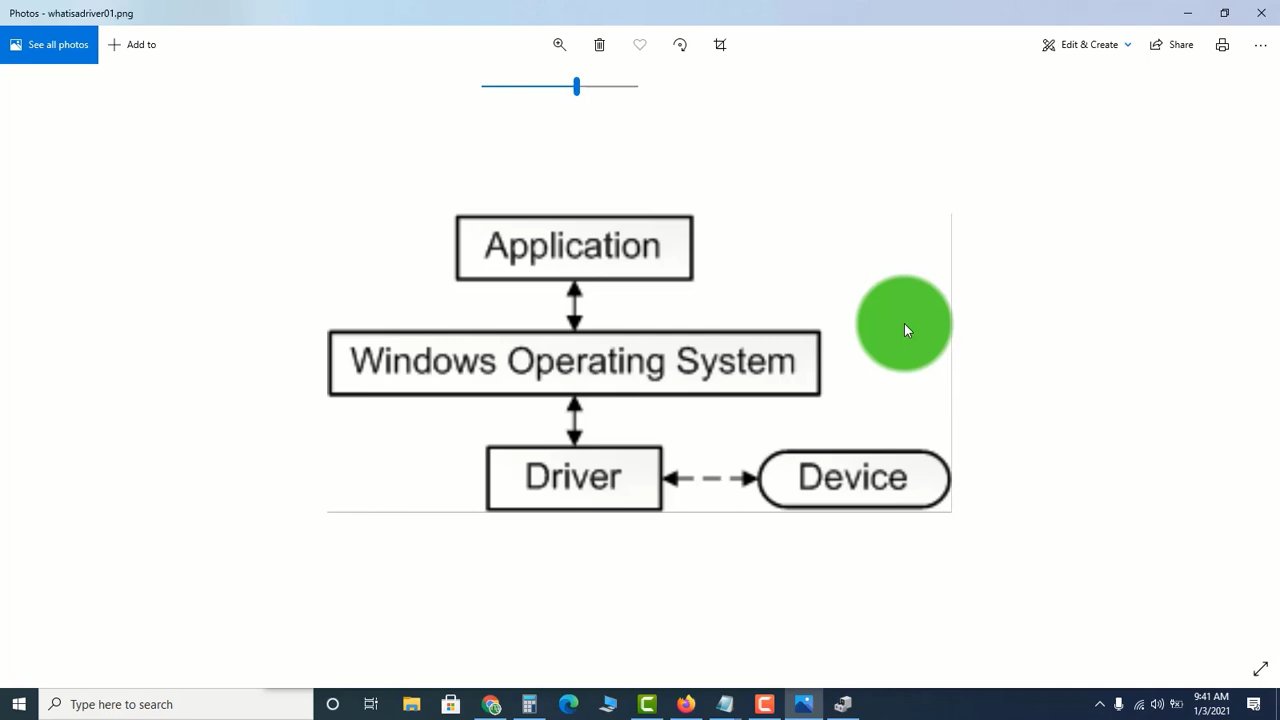 Photos - whatisadriver01.png
See all photos
Add to
Edit & Create
Share
Application
Windows Operating System
Driver
Device
Type here to search
9:41 AM
1/3/2021